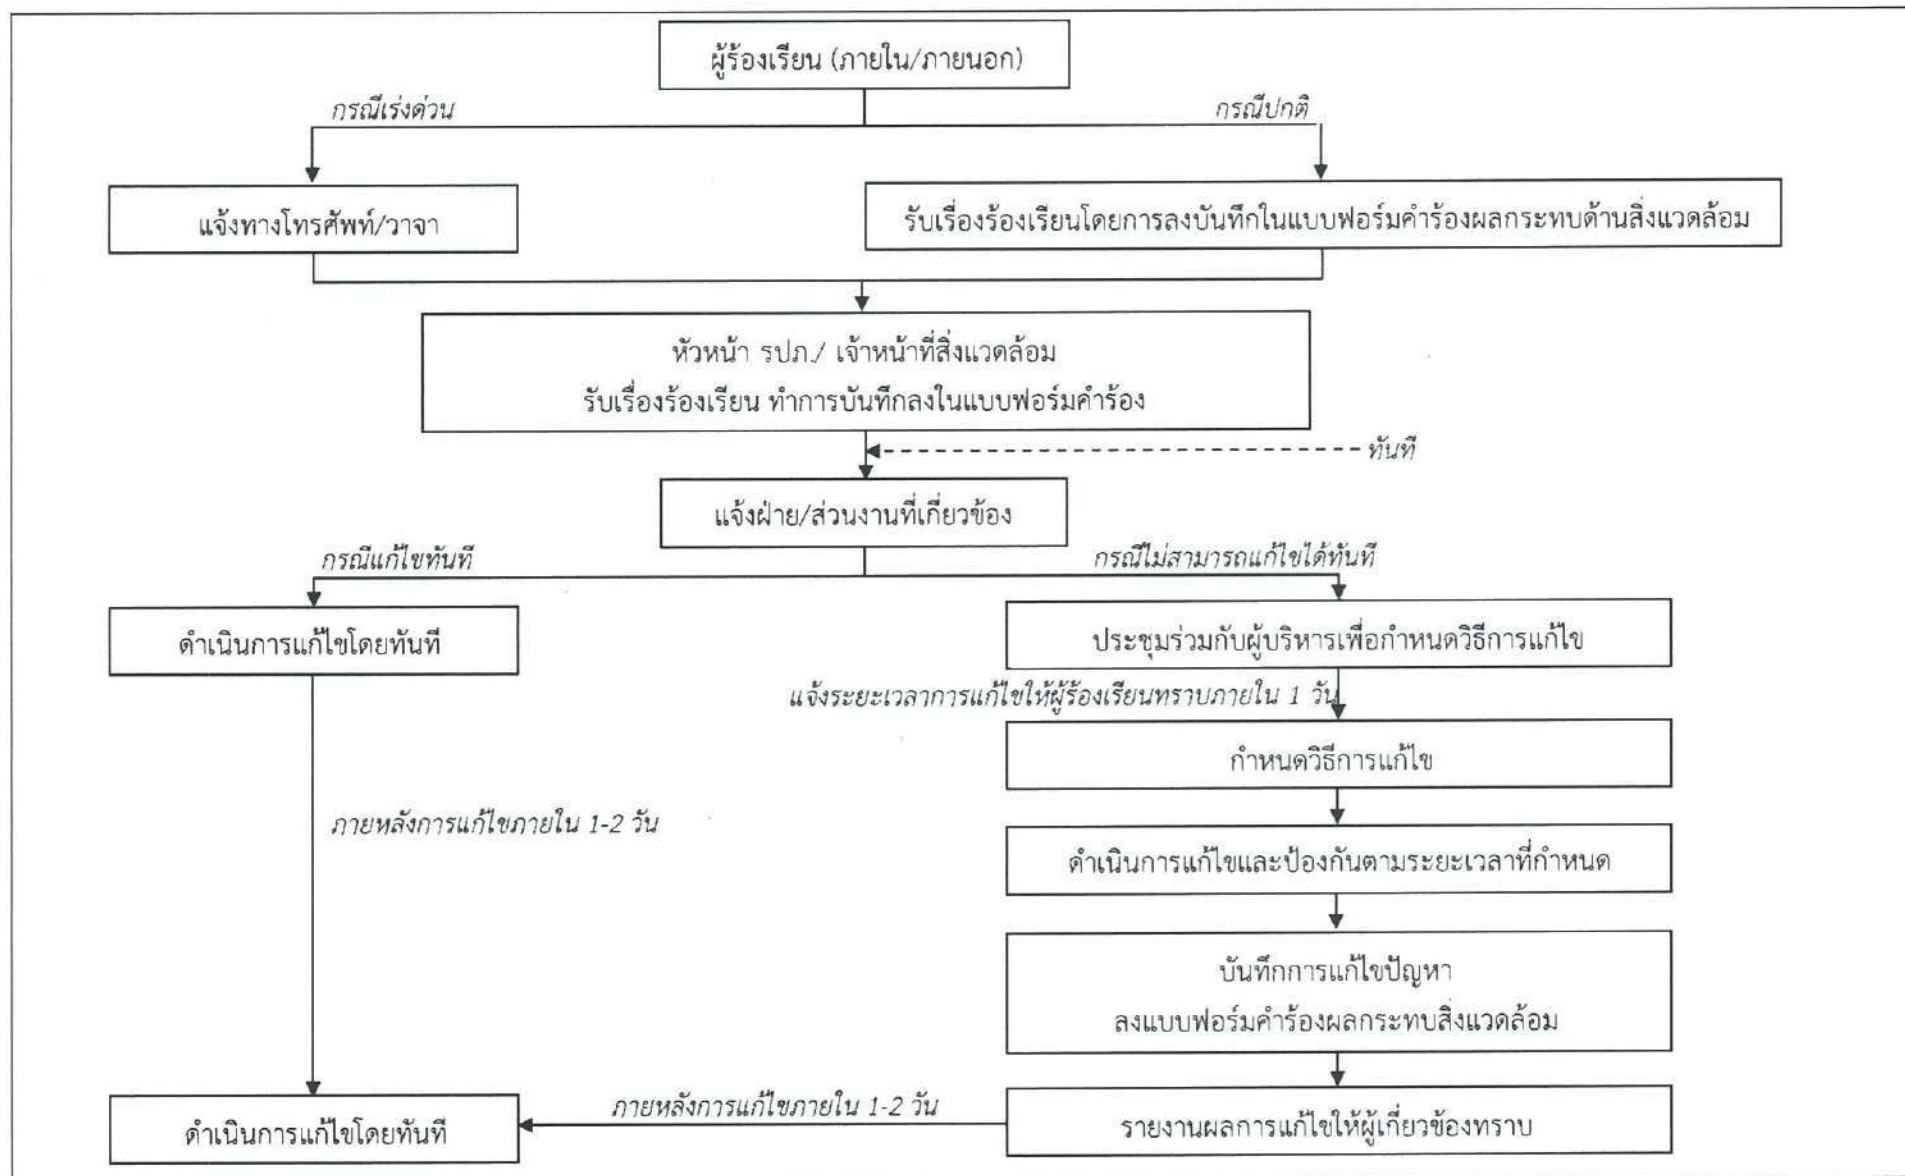 ผู้ร้องเรียน (ภายใน/ภายนอก)
กรณีเร่งด่วน
กรณีปกติ
แจ้งทางโทรศัพท์/วาจา
รับเรื่องร้องเรียนโดยการลงบันทึกในแบบฟอร์มคำร้องผลกระทบด้านสิ่งแวดล้อม
หัวหน้า รปภ./ เจ้าหน้าที่สิ่งแวดล้อม
รับเรื่องร้องเรียน ทำการบันทึกลงในแบบฟอร์มคำร้อง
ทันที
แจ้งฝ่าย/ส่วนงานที่เกี่ยวข้อง
กรณีแก้ไขทันที
กรณีไม่สามารถแก้ไขได้ทันที
ดำเนินการแก้ไขโดยทันที
ประชุมร่วมกับผู้บริหารเพื่อกำหนดวิธีการแก้ไข
แจ้งระยะเวลาการแก้ไขให้ผู้ร้องเรียนทราบภายใน 1 วัน
กำหนดวิธีการแก้ไข
ภายหลังการแก้ไขภายใน 1-2 วัน
ดำเนินการแก้ไขและป้องกันตามระยะเวลาที่กำหนด
บันทึกการแก้ไขปัญหา
ลงแบบฟอร์มคำร้องผลกระทบสิ่งแวดล้อม
ภายหลังการแก้ไขภายใน 1-2 วัน
ดำเนินการแก้ไขโดยทันที
รายงานผลการแก้ไขให้ผู้เกี่ยวข้องทราบ